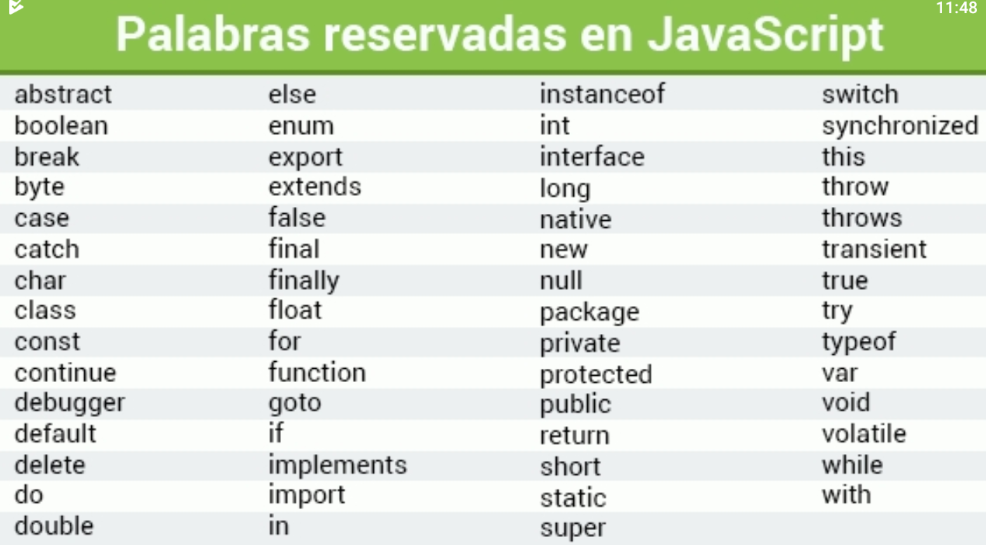 11:48
Palabras reservadas en JavaScript
abstract else instanceof switch
boolean enum int synchronized
break export interface this
byte extends long throw
case false native throws
catch final new transient
char finally null true
class float package try
const for private typeof
continue function protected var
debugger goto public void
default if return volatile
delete implements short while
do import static with
double in super